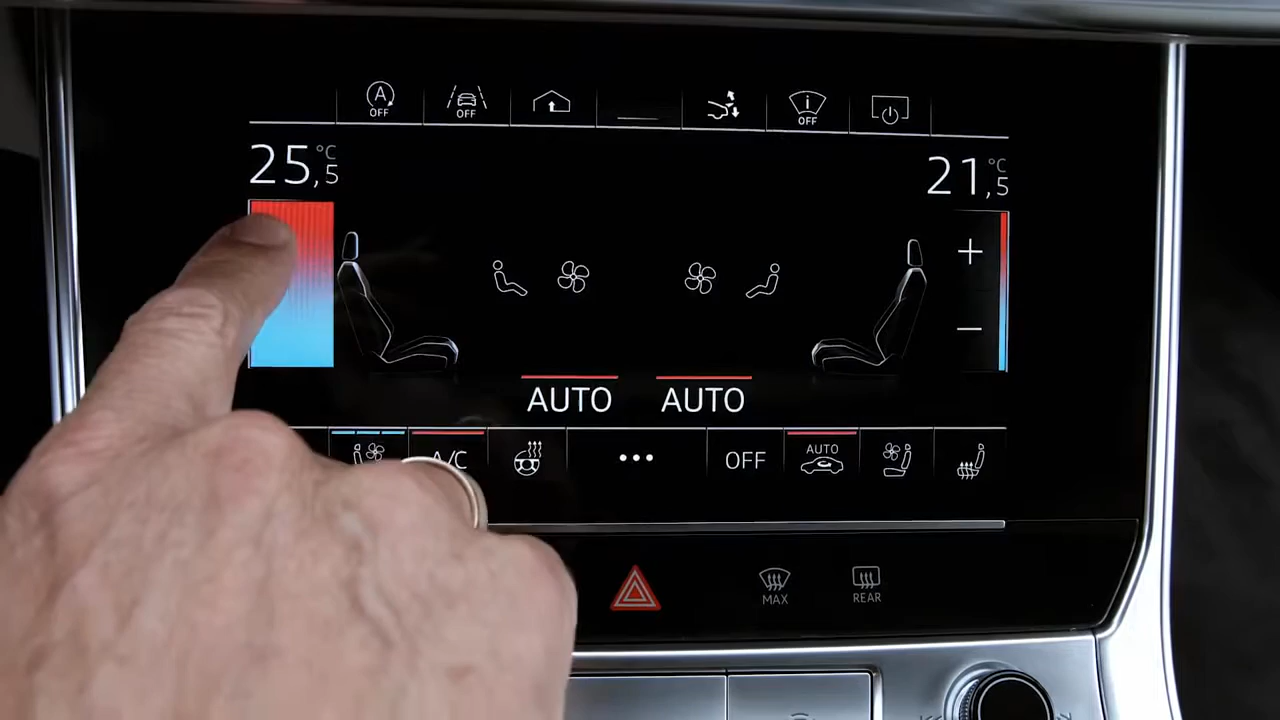 A
OFF
OFF
i
OFF
25,5 °C
21,5 °C
+
−
AUTO
AUTO
A/C
•••
OFF
AUTO
MAX
REAR